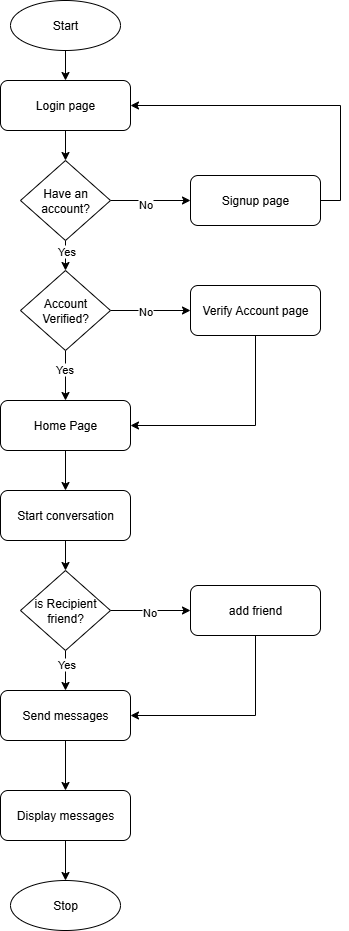 Start
Login page
Have an
account?
No
Signup page
Yes
Account
Verified?
No
Verify Account page
Yes
Home Page
Start conversation
is Recipient
friend?
No
add friend
Yes
Send messages
Display messages
Stop